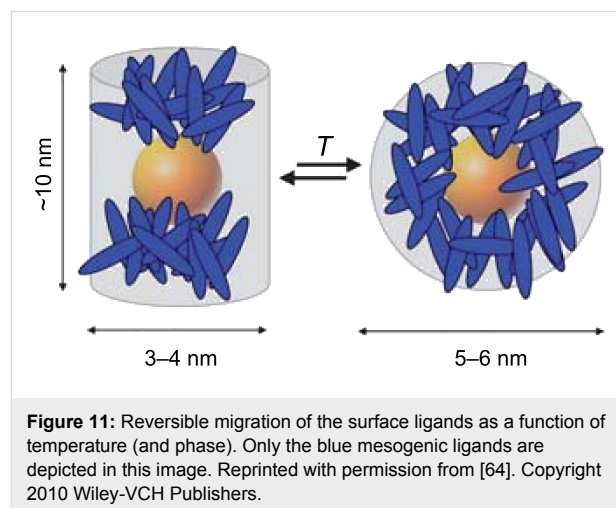 ~10 nm
T
3–4 nm
5–6 nm
Figure 11: Reversible migration of the surface ligands as a function of
temperature (and phase). Only the blue mesogenic ligands are
depicted in this image. Reprinted with permission from [64]. Copyright
2010 Wiley-VCH Publishers.